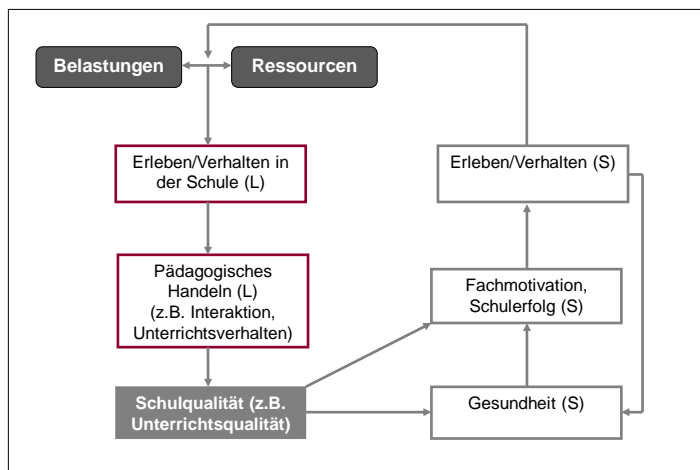 Belastungen
Ressourcen
Erleben/Verhalten in
der Schule (L)
Erleben/Verhalten (S)
Pädagogisches
Handeln (L)
(z.B. Interaktion,
Unterrichtsverhalten)
Fachmotivation,
Schulerfolg (S)
Schulqualität (z.B.
Unterrichtsqualität)
Gesundheit (S)